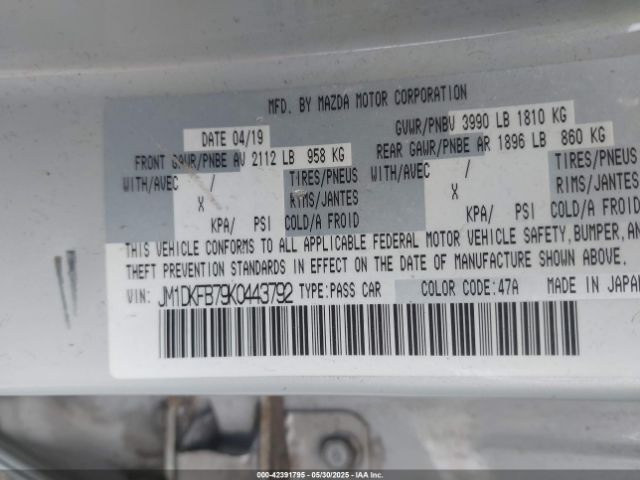 MFD. BY MAZDA MOTOR CORPORATION
DATE 04/19 GVWR/PNBV 3990 LB 1810 KG
FRONT GAWR/PNBE AV 2112 LB 958 KG REAR GAWR/PNBE AR 1896 LB 860 KG
WITH/AVEC / TIRES/PNEUS WITH/AVEC / TIRES/PNEUS
X RIMS/JANTES X RIMS/JANTES
KPA/ PSI COLD/A FROID KPA/ PSI COLD/A FROID
THIS VEHICLE CONFORMS TO ALL APPLICABLE FEDERAL MOTOR VEHICLE SAFETY, BUMPER, AN
THEFT PREVENTION STANDARDS IN EFFECT ON THE DATE OF MANUFACTURE SHOWN ABOVE.
VIN: JM1DKFB79K0443792 TYPE:PASS CAR COLOR CODE:47A MADE IN JAPAN
000-42391795 — 05/30/2025 — IAAI, Inc.